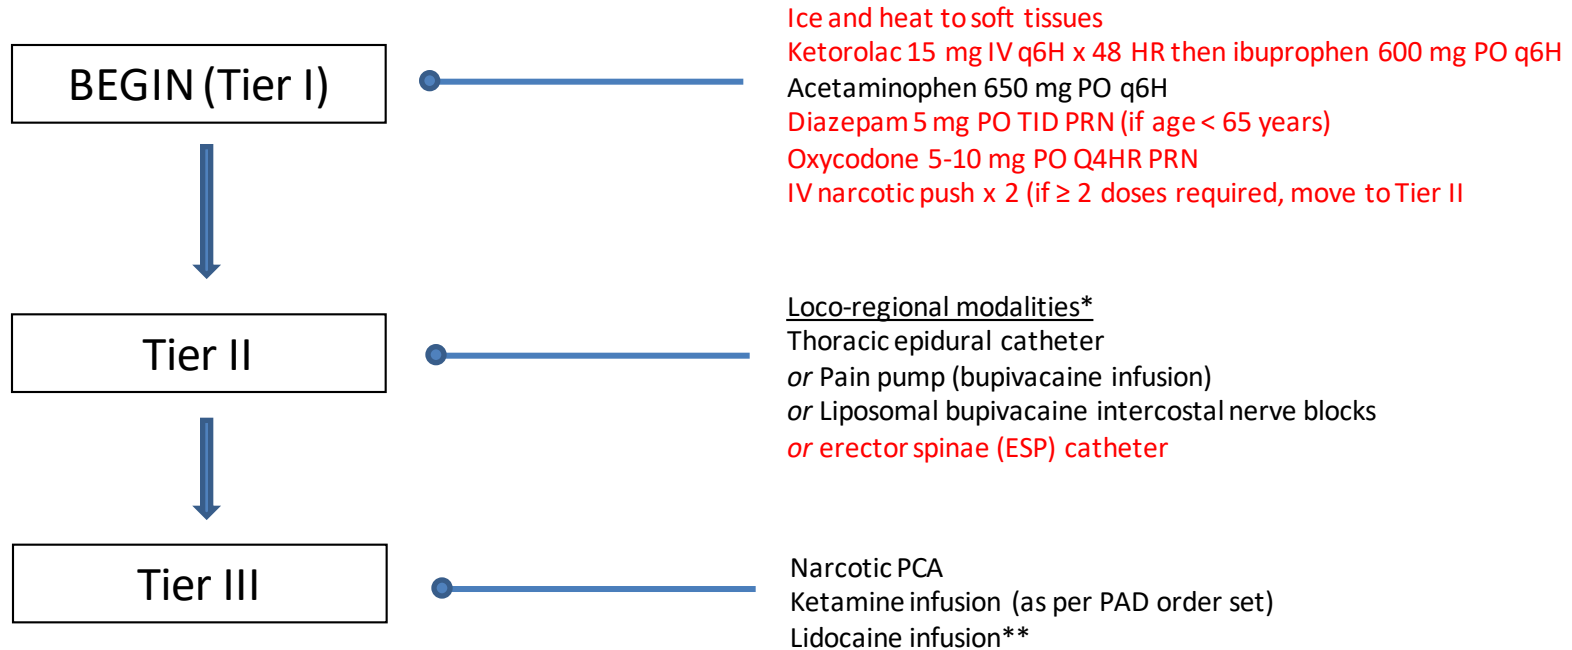 BEGIN (Tier I)
Ice and heat to soft tissues
Ketorolac 15 mg IV q6H x 48 HR then ibuprophen 600 mg PO q6H
Acetaminophen 650 mg PO q6H
Diazepam 5 mg PO TID PRN (if age < 65 years)
Oxycodone 5-10 mg PO Q4HR PRN
IV narcotic push x 2 (if ≥ 2 doses required, move to Tier II
Tier II
Loco-regional modalities*
Thoracic epidural catheter
or Pain pump (bupivacaine infusion)
or Liposomal bupivacaine intercostal nerve blocks
or erector spinae (ESP) catheter
Tier III
Narcotic PCA
Ketamine infusion (as per PAD order set)
Lidocaine infusion**